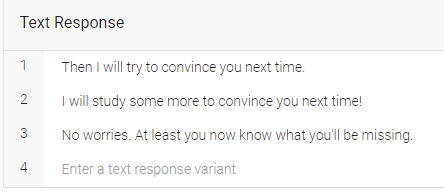 Text Response
1 Then I will try to convince you next time.
2 I will study some more to convince you next time!
3 No worries. At least you now know what you'll be missing.
4 Enter a text response variant